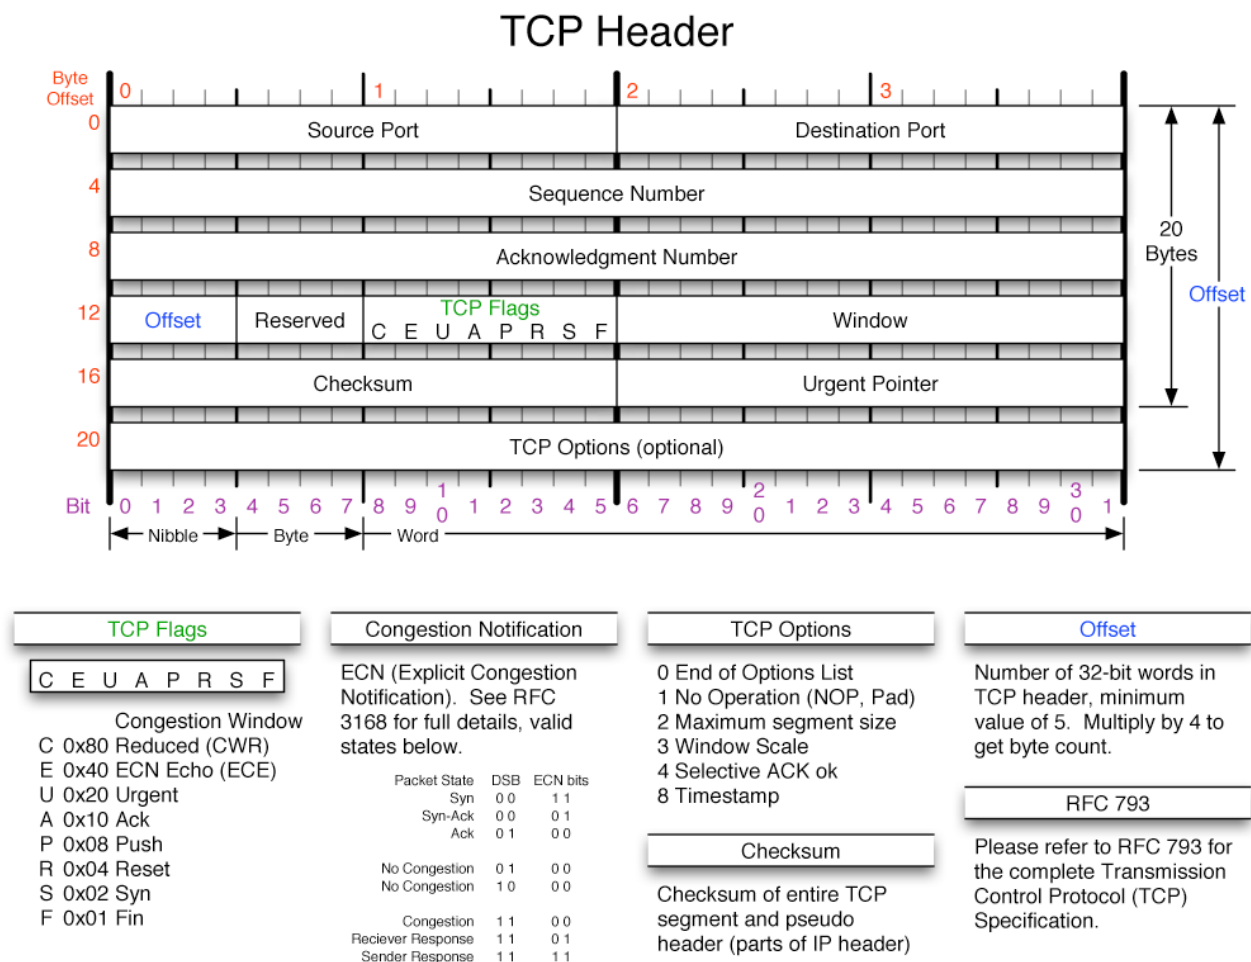 TCP Header
Byte
Offset
0 1 2 3
0 Source Port Destination Port
4 Sequence Number
8 Acknowledgment Number
20
Bytes
Offset
12 Offset Reserved TCP Flags Window
C E U A P R S F
16 Checksum Urgent Pointer
20 TCP Options (optional)
Bit 0 1 2 3 4 5 6 7 8 9 10 1 2 3 4 5 6 7 8 9 20 1 2 3 4 5 6 7 8 9 30 1
Nibble Byte Word
TCP Flags
C E U A P R S F
Congestion Window
C 0x80 Reduced (CWR)
E 0x40 ECN Echo (ECE)
U 0x20 Urgent
A 0x10 Ack
P 0x08 Push
R 0x04 Reset
S 0x02 Syn
F 0x01 Fin
Congestion Notification
ECN (Explicit Congestion
Notification). See RFC
3168 for full details, valid
states below.
Packet State DSB ECN bits
Syn 0 0 1 1
Syn-Ack 0 0 0 1
Ack 0 1 0 0
No Congestion 0 1 0 0
No Congestion 1 0 0 0
Congestion 1 1 0 0
Reciever Response 1 1 0 1
Sender Response 1 1 1 1
TCP Options
0 End of Options List
1 No Operation (NOP, Pad)
2 Maximum segment size
3 Window Scale
4 Selective ACK ok
8 Timestamp
Checksum
Checksum of entire TCP
segment and pseudo
header (parts of IP header)
Offset
Number of 32-bit words in
TCP header, minimum
value of 5. Multiply by 4 to
get byte count.
RFC 793
Please refer to RFC 793 for
the complete Transmission
Control Protocol (TCP)
Specification.